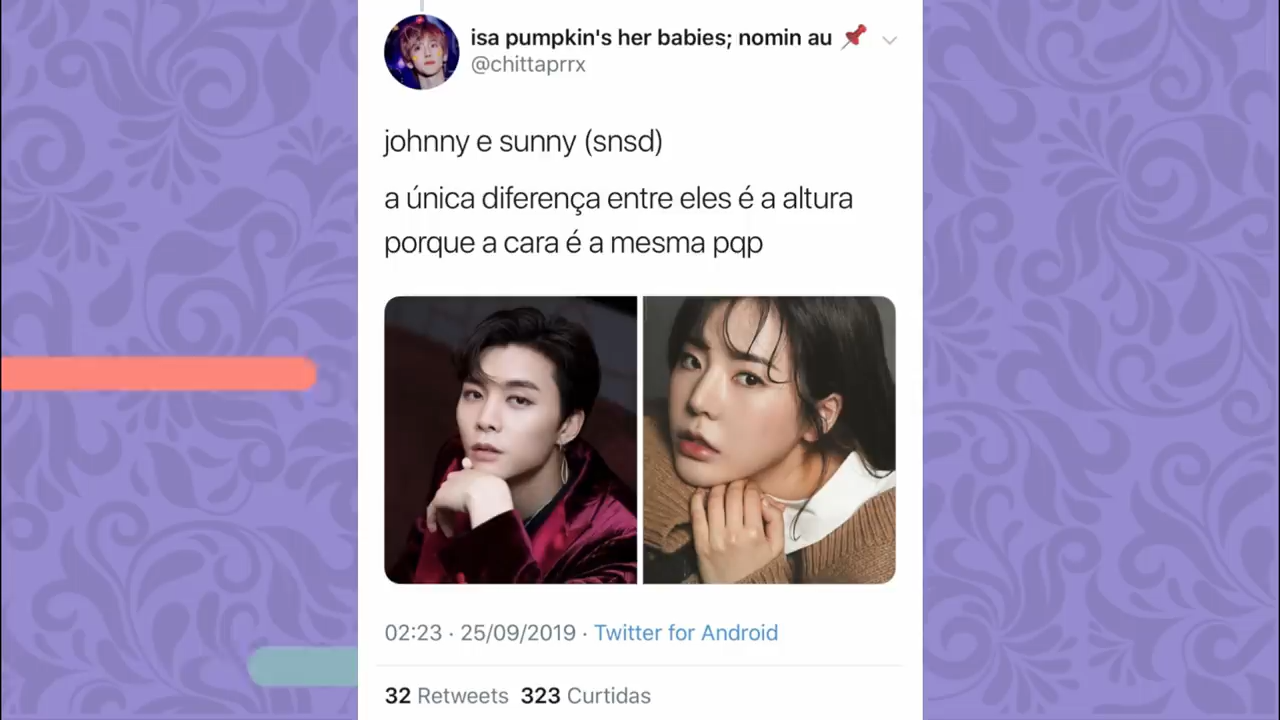 isa pumpkin's her babies; nomin au 📌
@chittaprrx
johnny e sunny (snsd)
a única diferença entre eles é a altura
porque a cara é a mesma pqp
02:23 · 25/09/2019 · Twitter for Android
32 Retweets 323 Curtidas